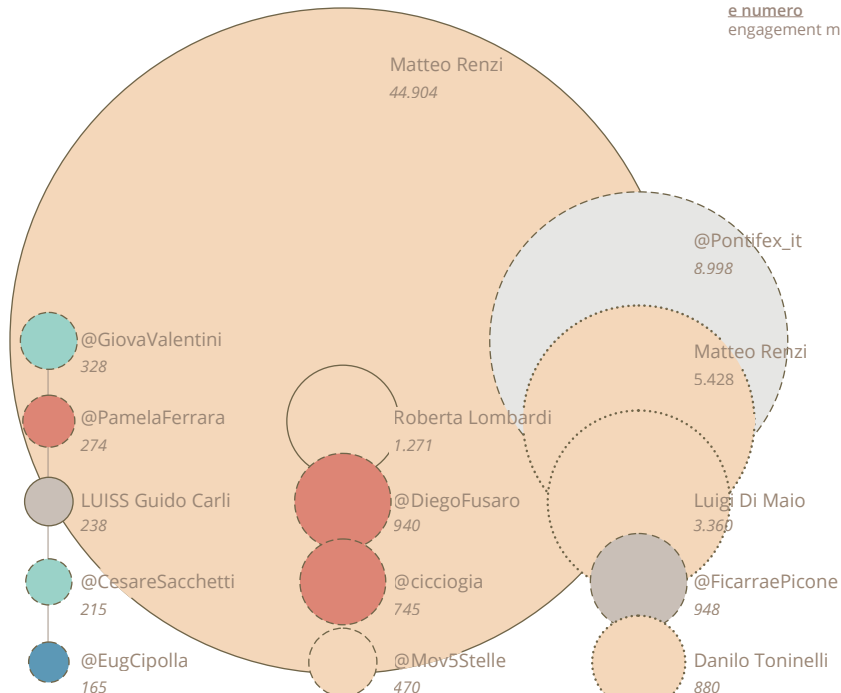 e numero
engagement m
Matteo Renzi
44.904
@Pontifex_it
8.998
@GiovaValentini
328
Matteo Renzi
5.428
@PamelaFerrara
274
Roberta Lombardi
1.271
LUISS Guido Carli
238
@DiegoFusaro
940
Luigi Di Maio
3.360
@CesareSacchetti
215
@cicciogia
745
@FicarraePicone
948
@EugCipolla
165
@Mov5Stelle
470
Danilo Toninelli
880